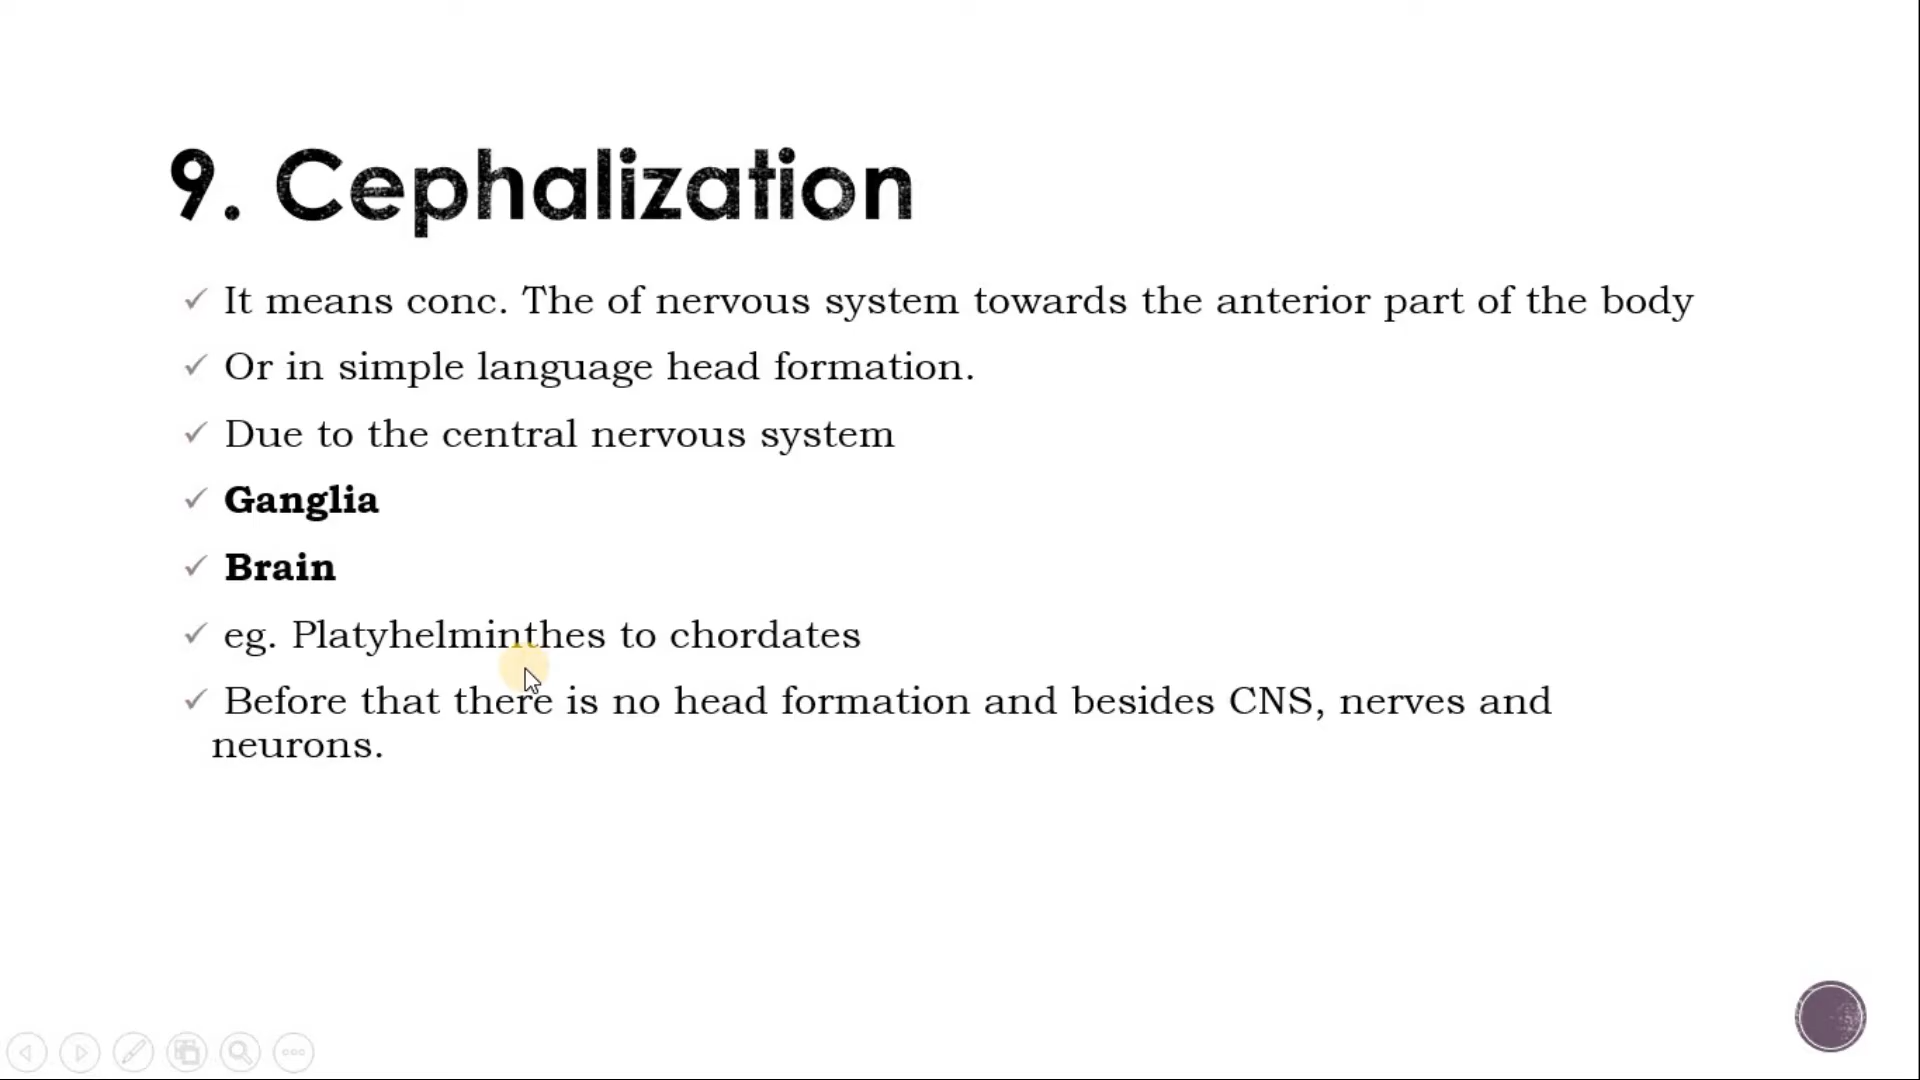 9. Cephalization
✓ It means conc. The of nervous system towards the anterior part of the body
✓ Or in simple language head formation.
✓ Due to the central nervous system
✓ Ganglia
✓ Brain
✓ eg. Platyhelminthes to chordates
✓ Before that there is no head formation and besides CNS, nerves and
neurons.